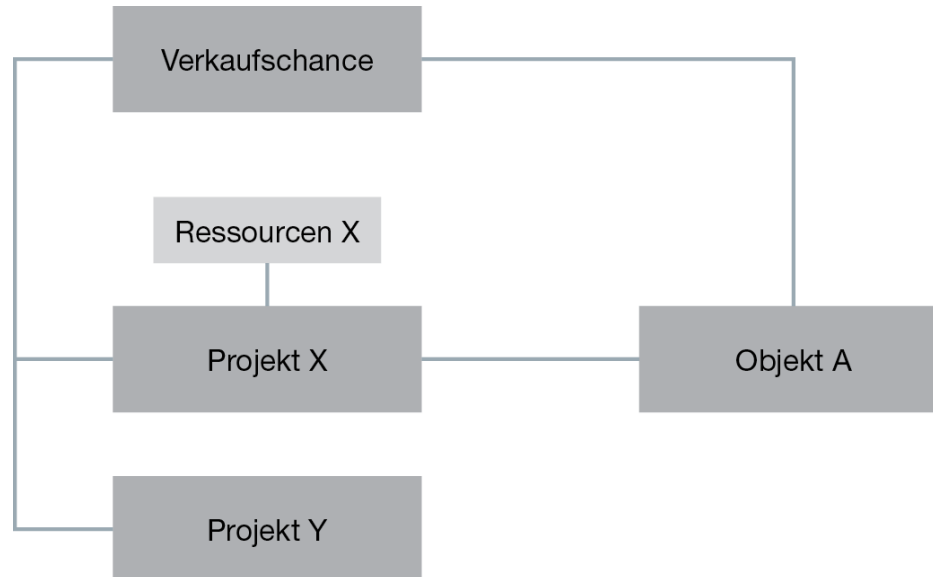 Verkaufschance
Ressourcen X
Projekt X
Objekt A
Projekt Y